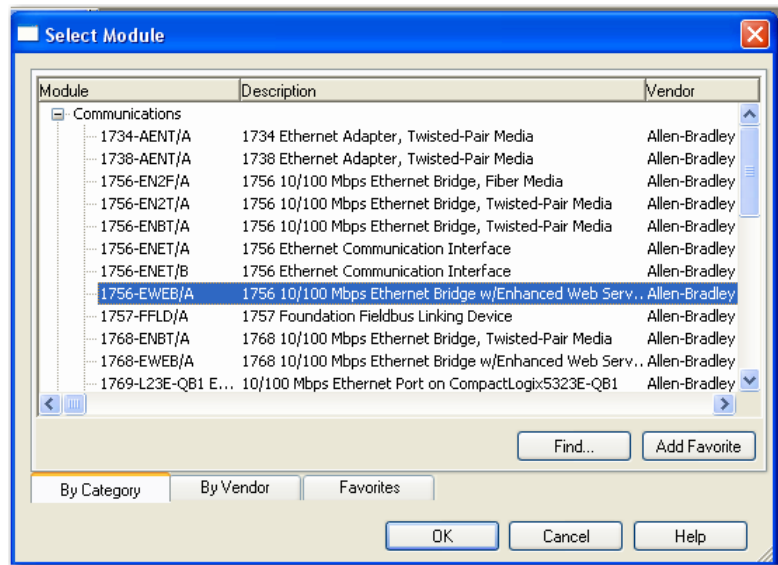 Select Module
Module Description Vendor
Communications
1734-AENT/A 1734 Ethernet Adapter, Twisted-Pair Media Allen-Bradley
1738-AENT/A 1738 Ethernet Adapter, Twisted-Pair Media Allen-Bradley
1756-EN2F/A 1756 10/100 Mbps Ethernet Bridge, Fiber Media Allen-Bradley
1756-EN2T/A 1756 10/100 Mbps Ethernet Bridge, Twisted-Pair Media Allen-Bradley
1756-ENBT/A 1756 10/100 Mbps Ethernet Bridge, Twisted-Pair Media Allen-Bradley
1756-ENET/A 1756 Ethernet Communication Interface Allen-Bradley
1756-ENET/B 1756 Ethernet Communication Interface Allen-Bradley
1756-EWEB/A 1756 10/100 Mbps Ethernet Bridge w/Enhanced Web Serv.. Allen-Bradley
1757-FFLD/A 1757 Foundation Fieldbus Linking Device Allen-Bradley
1768-ENBT/A 1768 10/100 Mbps Ethernet Bridge, Twisted-Pair Media Allen-Bradley
1768-EWEB/A 1768 10/100 Mbps Ethernet Bridge w/Enhanced Web Serv.. Allen-Bradley
1769-L23E-QB1 E... 10/100 Mbps Ethernet Port on CompactLogix5323E-QB1 Allen-Bradley
Find... Add Favorite
By Category By Vendor Favorites
OK Cancel Help